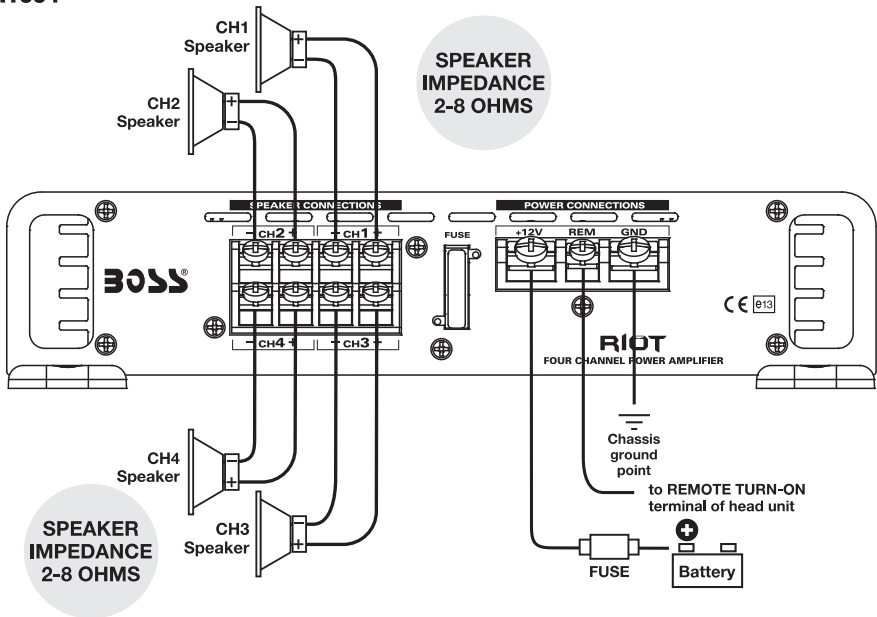 CH1
Speaker
SPEAKER
IMPEDANCE
2-8 OHMS
CH2
Speaker
SPEAKER CONNECTIONS
POWER CONNECTIONS
- CH2 +
- CH1 +
FUSE
+12V
REM
GND
BOSS®
CE e13
- CH4 +
- CH3 +
RIOT
FOUR CHANNEL POWER AMPLIFIER
Chassis
ground
point
CH4
Speaker
to REMOTE TURN-ON
terminal of head unit
SPEAKER
IMPEDANCE
2-8 OHMS
CH3
Speaker
FUSE
Battery